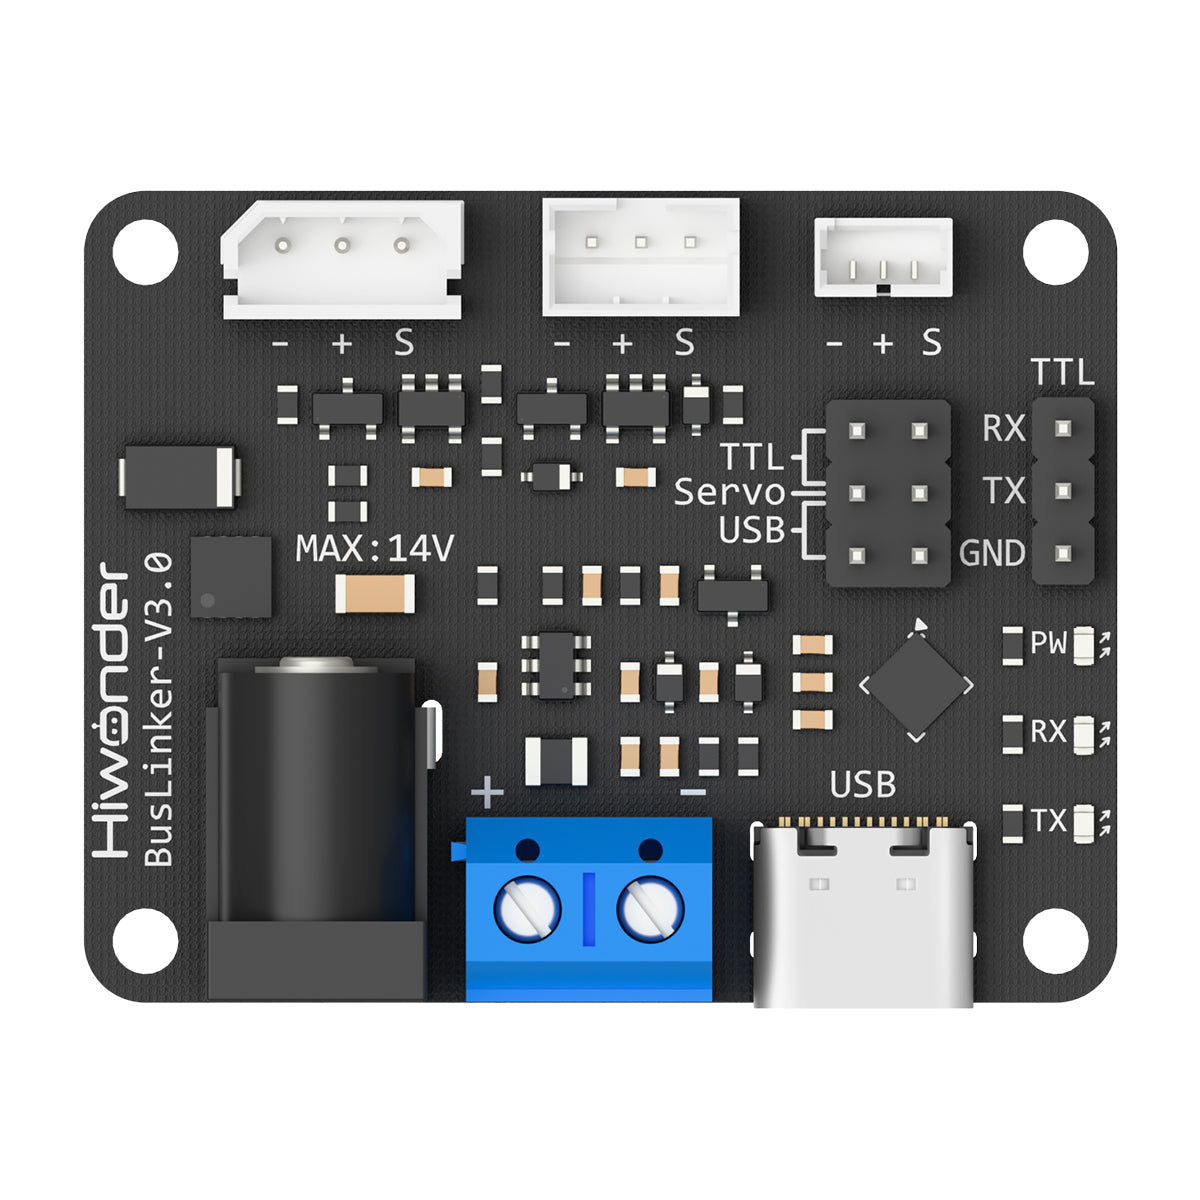 - + S
- + S
- + S
TTL
RX
TX
GND
TTL
Servo
USB
MAX:14V
Hiwonder
BusLinker-V3.0
PW
RX
TX
USB
+ -